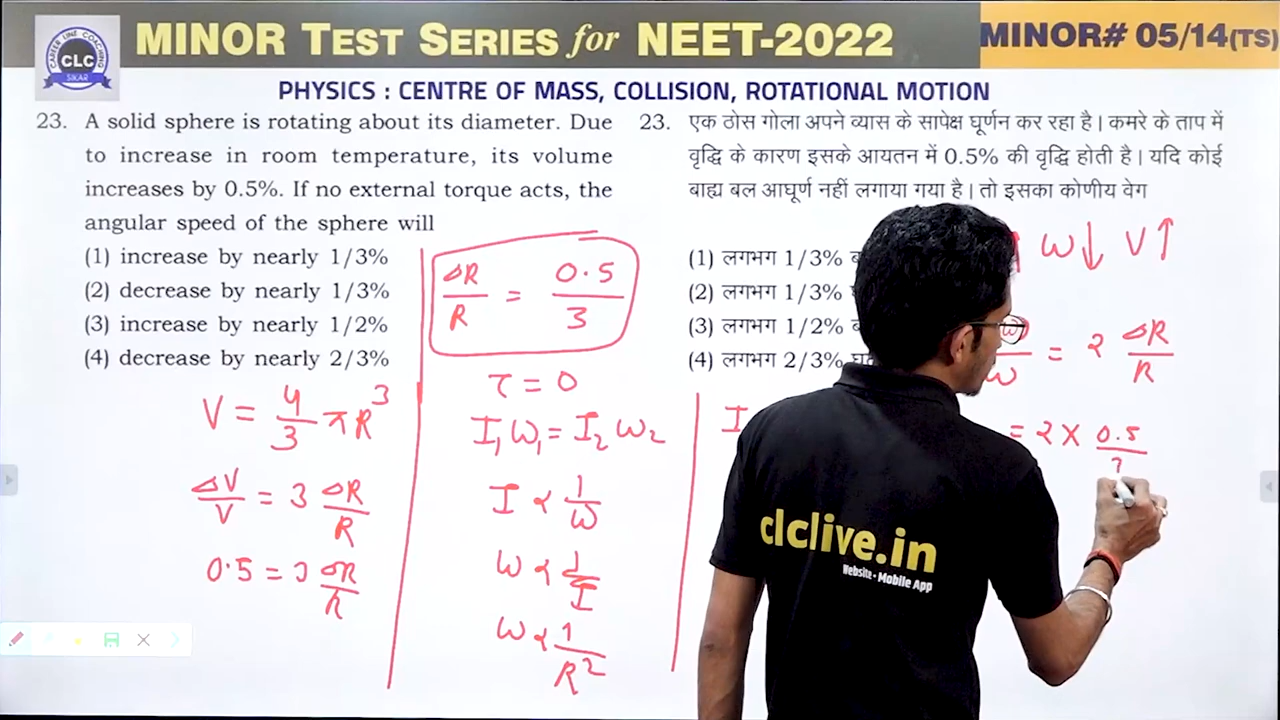 CAREER LINE COACHING
CLC
SIKAR
MINOR TEST SERIES for NEET-2022
MINOR# 05/14(TS)
PHYSICS : CENTRE OF MASS, COLLISION, ROTATIONAL MOTION
23. A solid sphere is rotating about its diameter. Due
to increase in room temperature, its volume
increases by 0.5%. If no external torque acts, the
angular speed of the sphere will
(1) increase by nearly 1/3%
(2) decrease by nearly 1/3%
(3) increase by nearly 1/2%
(4) decrease by nearly 2/3%
V = 4/3 πR³
ΔV/V = 3 ΔR/R
0.5 = 3 ΔR/R
ΔR/R = 0.5/3
τ = 0
I₁ω₁ = I₂ω₂
I ∝ 1/ω
ω ∝ 1/I
ω ∝ 1/R²
23. एक ठोस गोला अपने व्यास के सापेक्ष घूर्णन कर रहा है। कमरे के ताप में
वृद्धि के कारण इसके आयतन में 0.5% की वृद्धि होती है। यदि कोई
बाह्य बल आघूर्ण नहीं लगाया गया है। तो इसका कोणीय वेग
(1) लगभग 1/3%
(2) लगभग 1/3%
(3) लगभग 1/2%
(4) लगभग 2/3%
ω↓ V↑
ω = 2 ΔR/R
I
= 2 × 0.5
clclive.in
Website • Mobile App